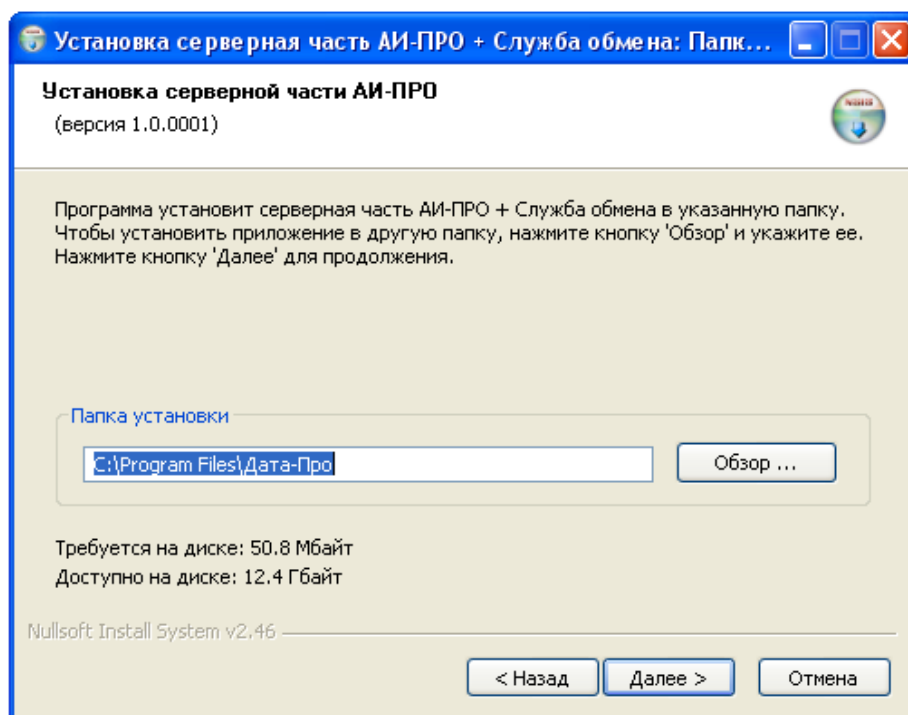 Установка серверная часть АИ-ПРО + Служба обмена: Папк...
Установка серверной части АИ-ПРО
(версия 1.0.0001)
Программа установит серверная часть АИ-ПРО + Служба обмена в указанную папку.
Чтобы установить приложение в другую папку, нажмите кнопку 'Обзор' и укажите ее.
Нажмите кнопку 'Далее' для продолжения.
Папка установки
C:\Program Files\Дата-Про
Обзор ...
Требуется на диске: 50.8 Мбайт
Доступно на диске: 12.4 Гбайт
Nullsoft Install System v2.46
< Назад
Далее >
Отмена